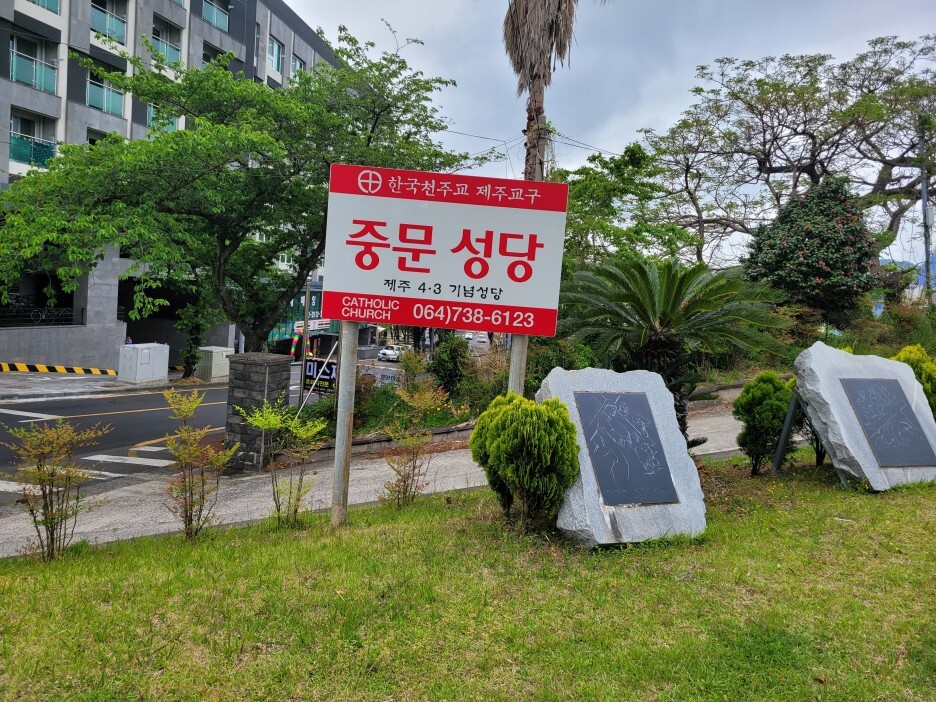 한국천주교 제주교구
중문 성당
제주 4·3 기념성당
CATHOLIC
CHURCH
064)738-6123